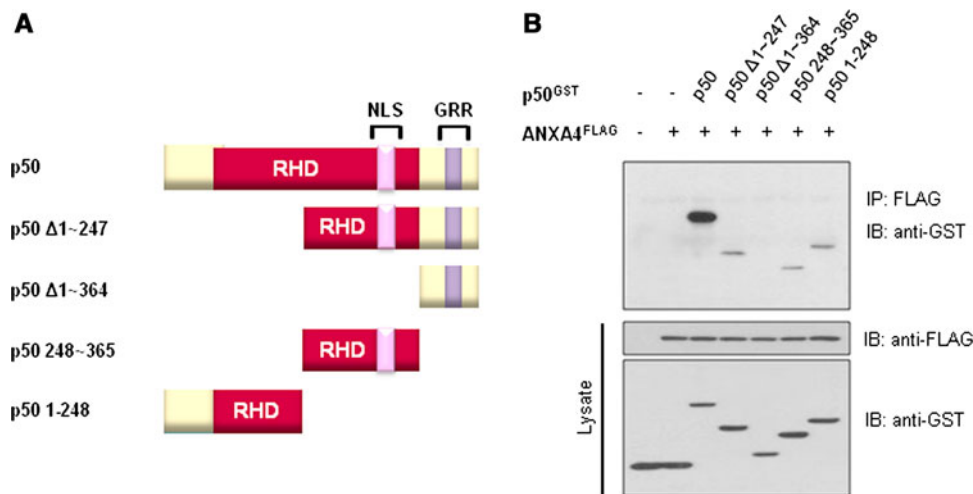 A
NLS GRR
p50 RHD
p50 Δ1~247 RHD
p50 Δ1~364
p50 248~365 RHD
p50 1-248 RHD
B
p50GST - - p50 p50 Δ1~247 p50 Δ1~364 p50 248~365 p50 1-248
ANXA4FLAG - + + + + + +
IP: FLAG
IB: anti-GST
IB: anti-FLAG
IB: anti-GST
Lysate